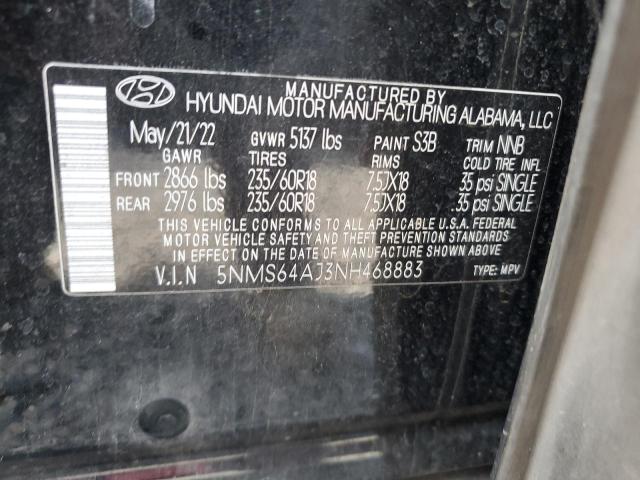 MANUFACTURED BY
HYUNDAI MOTOR MANUFACTURING ALABAMA, LLC
May/21/22 GVWR 5137 lbs PAINT S3B TRIM NNB
GAWR TIRES RIMS COLD TIRE INFL
FRONT 2866 lbs 235/60R18 7.5JX18 35 psi SINGLE
REAR 2976 lbs 235/60R18 7.5JX18 35 psi SINGLE
THIS VEHICLE CONFORMS TO ALL APPLICABLE U.S.A. FEDERAL
MOTOR VEHICLE SAFETY AND THEFT PREVENTION STANDARDS
IN EFFECT ON THE DATE OF MANUFACTURE SHOWN ABOVE.
V.I.N 5NMS64AJ3NH468883 TYPE: MPV